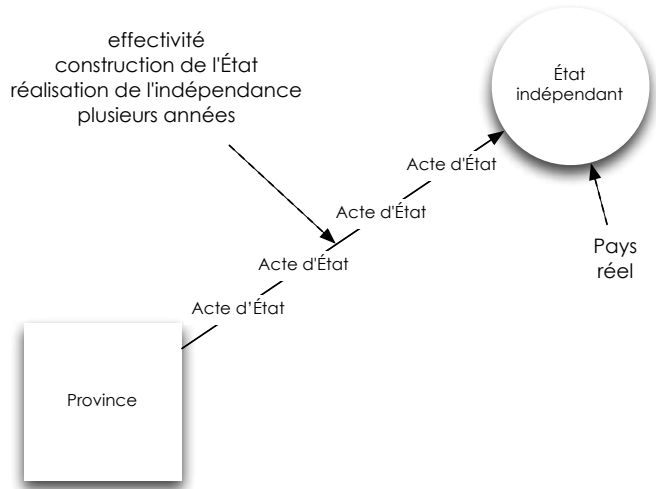 effectivité
construction de l'État
réalisation de l'indépendance
plusieurs années
État
indépendant
Acte d'État
Acte d'État
Acte d'État
Acte d’État
Pays
réel
Province